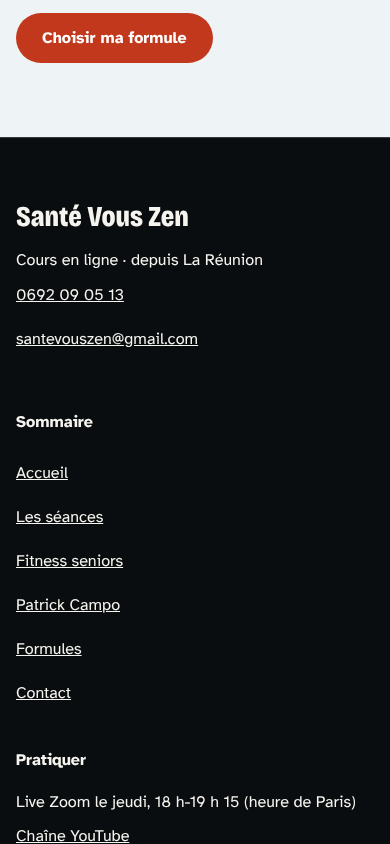 Choisir ma formule
Santé Vous Zen
Cours en ligne · depuis La Réunion
0692 09 05 13
santevouszen@gmail.com
Sommaire
Accueil
Les séances
Fitness seniors
Patrick Campo
Formules
Contact
Pratiquer
Live Zoom le jeudi, 18 h-19 h 15 (heure de Paris)
Chaîne YouTube